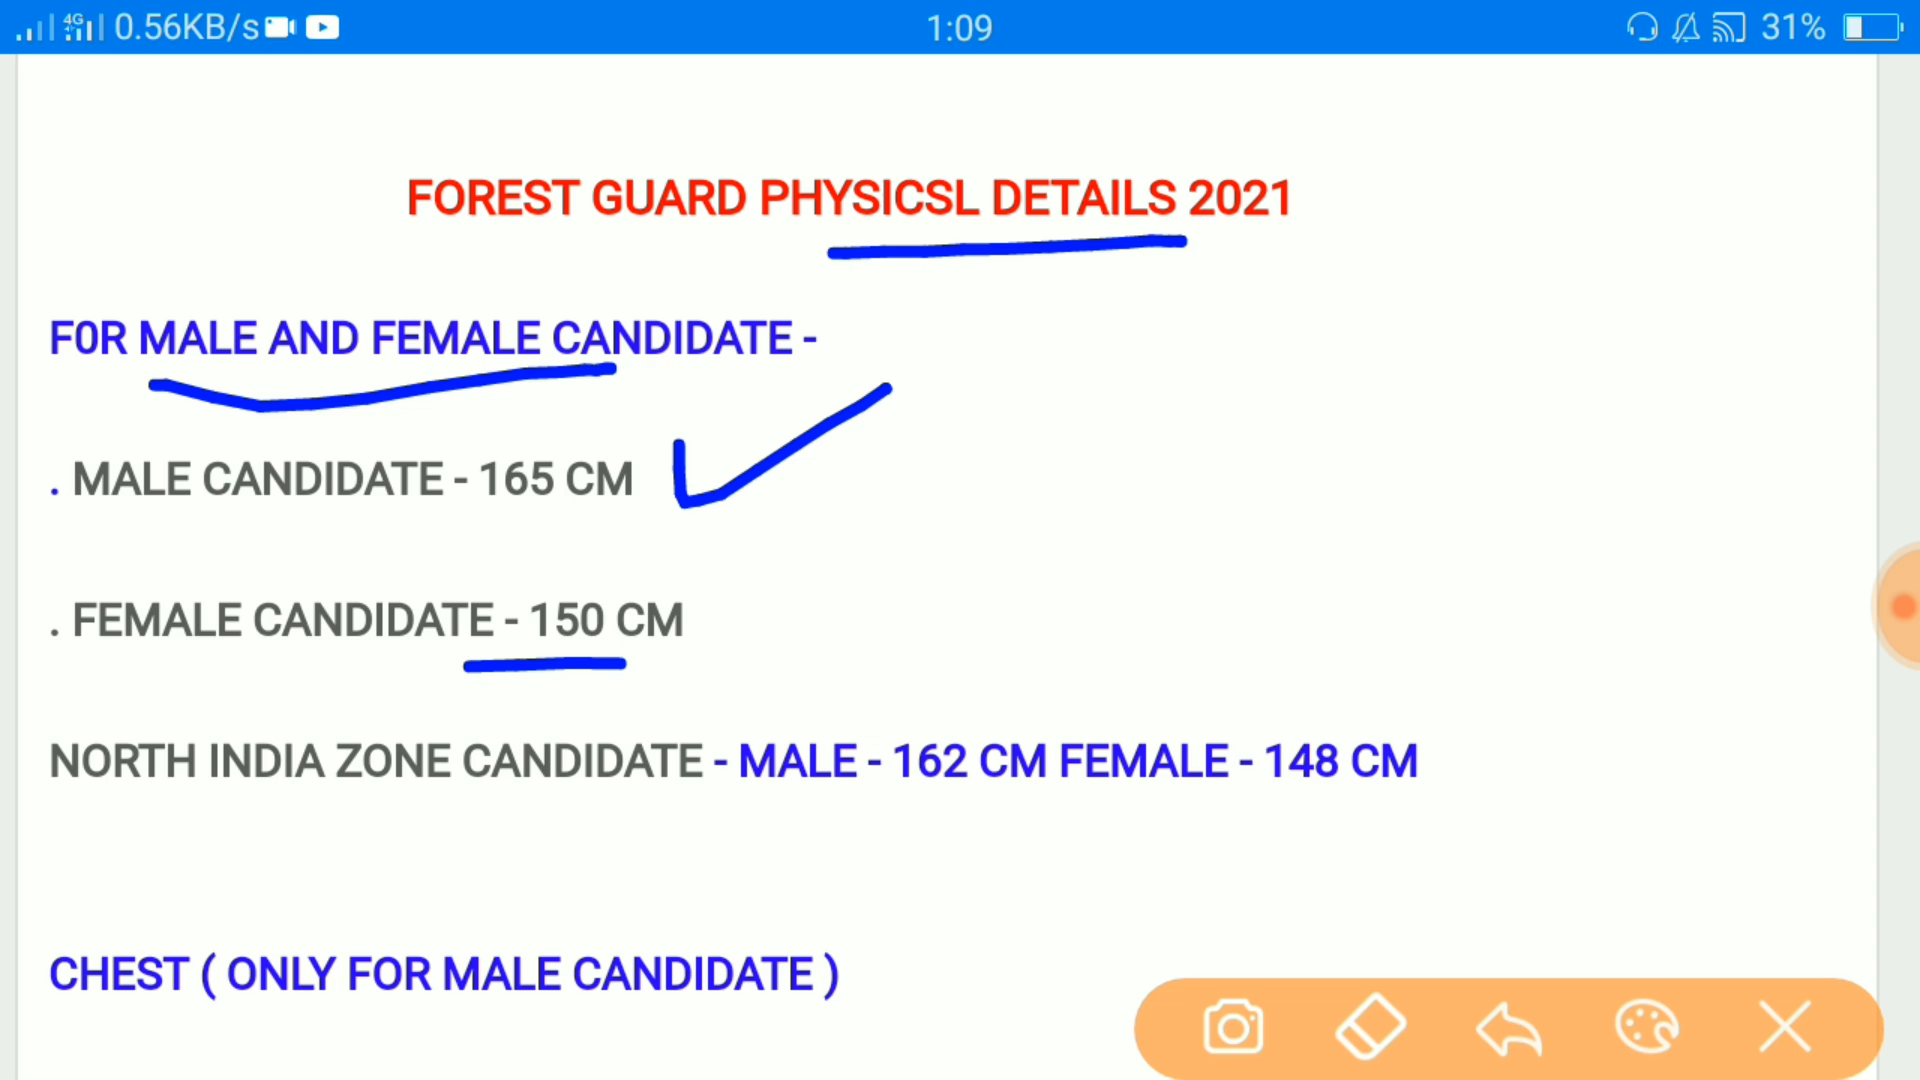 4G 0.56KB/s 1:09 31%
FOREST GUARD PHYSICSL DETAILS 2021
F0R MALE AND FEMALE CANDIDATE -
. MALE CANDIDATE - 165 CM
. FEMALE CANDIDATE - 150 CM
NORTH INDIA ZONE CANDIDATE - MALE - 162 CM FEMALE - 148 CM
CHEST ( ONLY FOR MALE CANDIDATE )